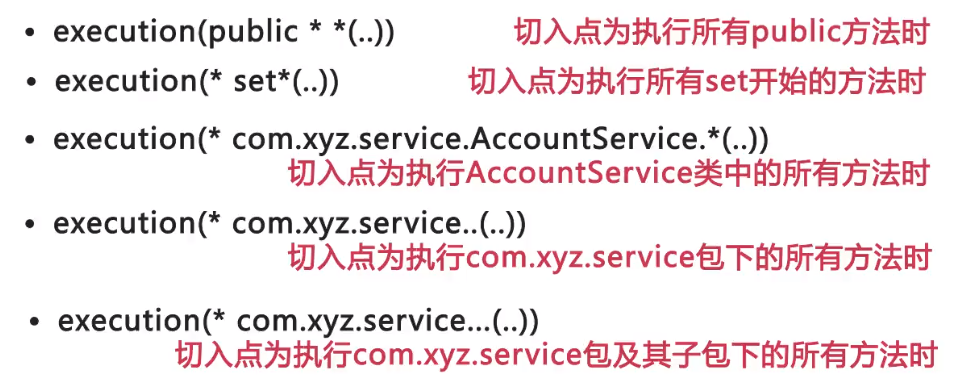 • execution(public * *(..)) 切入点为执行所有public方法时
• execution(* set*(..)) 切入点为执行所有set开始的方法时
• execution(* com.xyz.service.AccountService.*(..))
切入点为执行AccountService类中的所有方法时
• execution(* com.xyz.service..(..))
切入点为执行com.xyz.service包下的所有方法时
• execution(* com.xyz.service...(..))
切入点为执行com.xyz.service包及其子包下的所有方法时